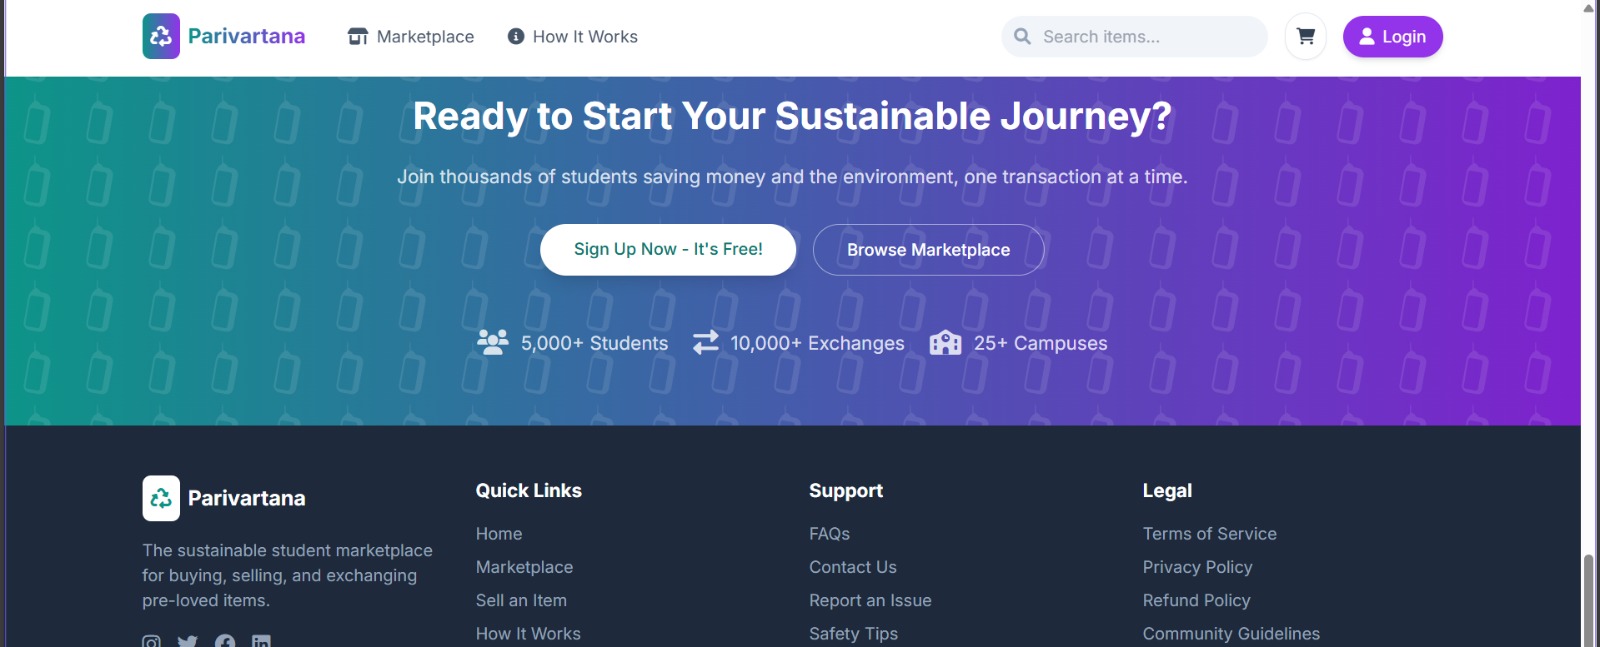 Parivartana
Marketplace
How It Works
Search items...
Login
Ready to Start Your Sustainable Journey?
Join thousands of students saving money and the environment, one transaction at a time.
Sign Up Now - It's Free!
Browse Marketplace
5,000+ Students
10,000+ Exchanges
25+ Campuses
Parivartana
The sustainable student marketplace
for buying, selling, and exchanging
pre-loved items.
Quick Links
Home
Marketplace
Sell an Item
How It Works
Support
FAQs
Contact Us
Report an Issue
Safety Tips
Legal
Terms of Service
Privacy Policy
Refund Policy
Community Guidelines